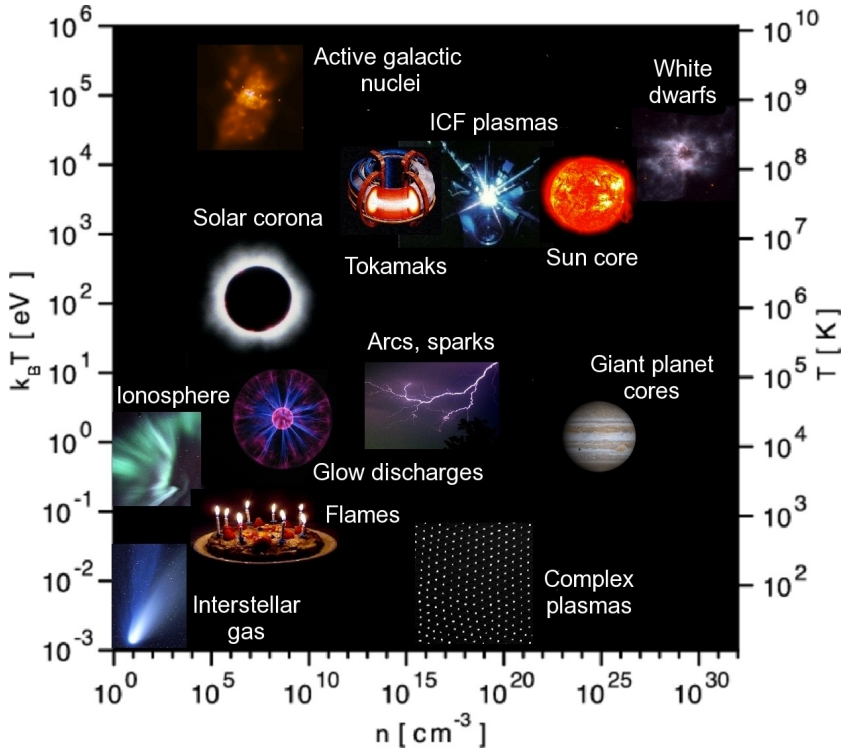 10^6
10^5
10^4
10^3
10^2
10^1
10^0
10^-1
10^-2
10^-3
k_B T [ eV ]
Active galactic
nuclei
White
dwarfs
ICF plasmas
Solar corona
Tokamaks
Sun core
Arcs, sparks
Giant planet
cores
Ionosphere
Glow discharges
Flames
Interstellar
gas
Complex
plasmas
10^10
10^9
10^8
10^7
10^6
10^5
10^4
10^3
10^2
T [ K ]
10^0
10^5
10^10
10^15
10^20
10^25
10^30
n [ cm^-3 ]